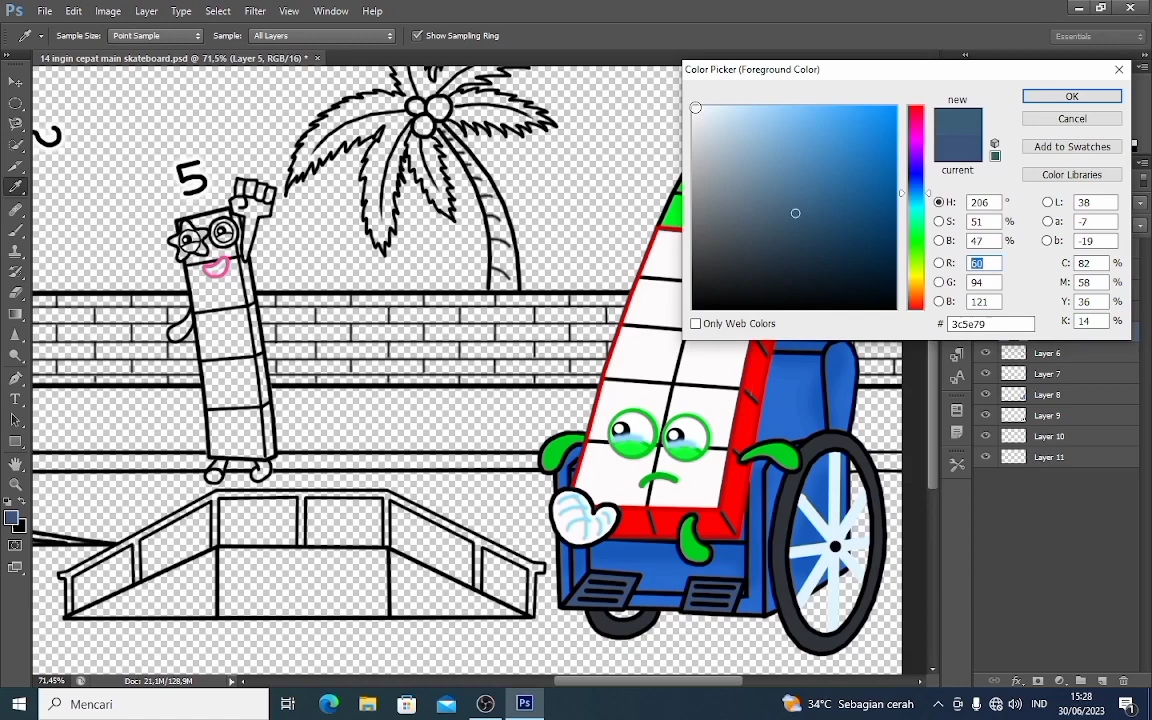 Ps File Edit Image Layer Type Select Filter View Window Help
Sample Size: Point Sample Sample: All Layers Show Sampling Ring Essentials
14 ingin cepat main skateboard.psd @ 71,5% (Layer 5, RGB/16) * ×
Color Picker (Foreground Color)
new
current
OK
Cancel
Add to Swatches
Color Libraries
H: 206 °
S: 51 %
B: 47 %
R: 60
G: 94
B: 121
L: 38
a: -7
b: -19
C: 82 %
M: 58 %
Y: 36 %
K: 14 %
# 3c5e79
Only Web Colors
5
Layer 6
Layer 7
Layer 8
Layer 9
Layer 10
Layer 11
71.45% Doc: 21,1M/128,9M
Mencari
34°C Sebagian cerah
IND
15:28
30/06/2023